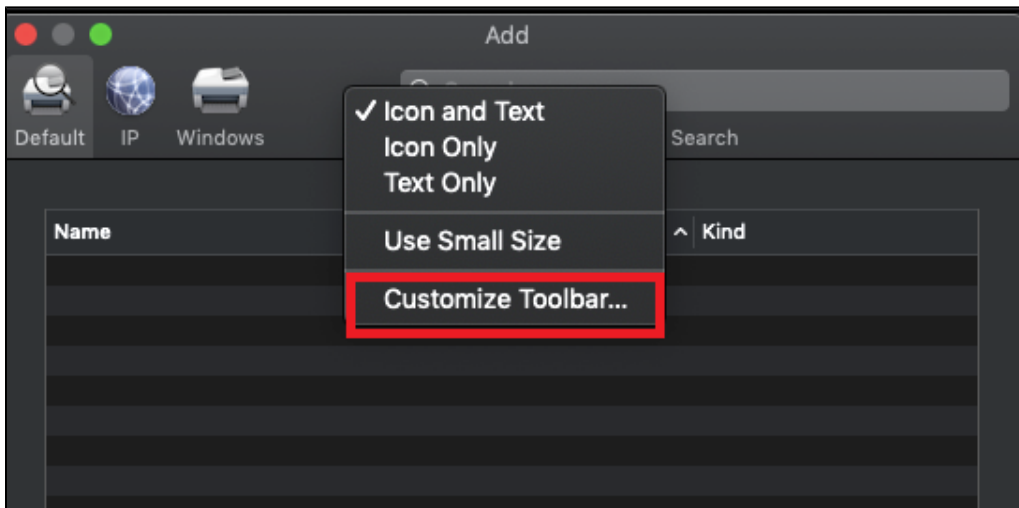 Add
Default IP Windows Search
✓ Icon and Text
Icon Only
Text Only
Use Small Size
Customize Toolbar...
Name Kind